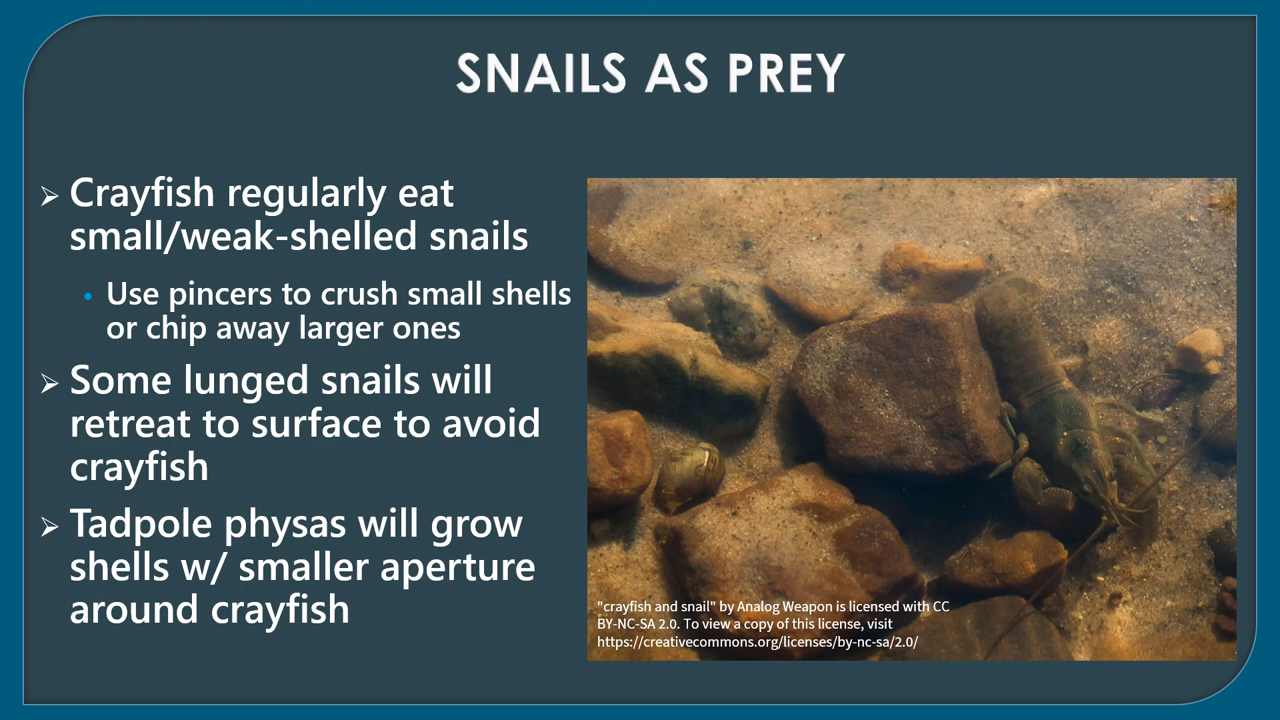 SNAILS AS PREY
Crayfish regularly eat
small/weak-shelled snails
Use pincers to crush small shells
or chip away larger ones
Some lunged snails will
retreat to surface to avoid
crayfish
Tadpole physas will grow
shells w/ smaller aperture
around crayfish
"crayfish and snail" by Analog Weapon is licensed with CC
BY-NC-SA 2.0. To view a copy of this license, visit
https://creativecommons.org/licenses/by-nc-sa/2.0/